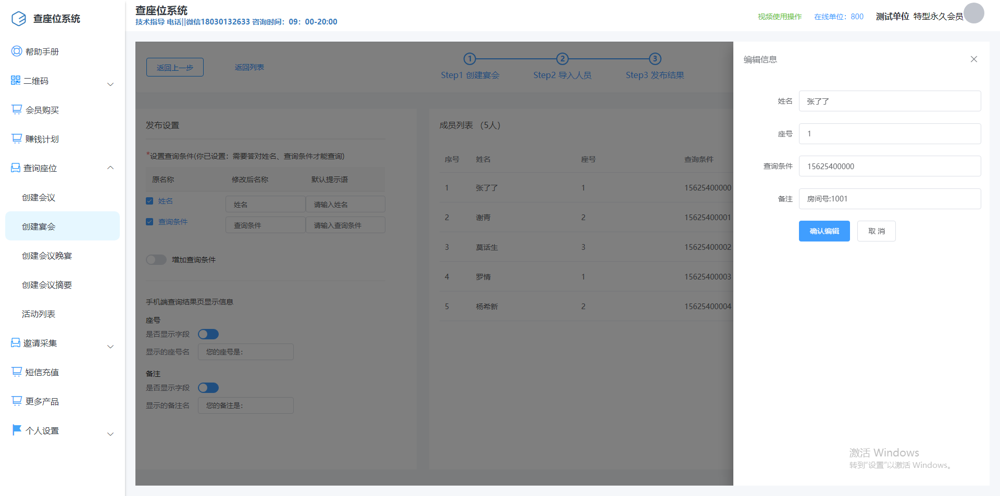 查座位系统
帮助手册
二维码
会员购买
赚钱计划
查询座位
创建会议
创建宴会
创建会议晚宴
创建会议摘要
活动列表
邀请采集
短信充值
更多产品
个人设置
查座位系统
技术指导 电话||微信18030132633 咨询时间：09：00-20:00
视频使用操作 在线单位：800 测试单位 特型永久会员
返回上一步 返回列表
1 2 3
Step1 创建宴会 Step2 导入人员 Step3 发布结果
发布设置
*设置查询条件(你已设置：需要答对姓名、查询条件才能查询)
原名称 修改后名称 默认提示语
姓名 姓名 请输入姓名
查询条件 查询条件 请输入查询条件
增加查询条件
手机端查询结果页显示信息
座号
是否显示字段
显示的座号名 您的座号是：
备注
是否显示字段
显示的备注名 您的备注是：
成员列表 （5人）
序号 姓名 座号 查询条件
1 张了了 1 15625400000
2 谢青 2 15625400001
3 莫话生 3 15625400002
4 罗情 1 15625400003
5 杨希新 2 15625400004
编辑信息
姓名 张了了
座号 1
查询条件 15625400000
备注 房间号:1001
确认编辑 取 消
激活 Windows
转到"设置"以激活 Windows。